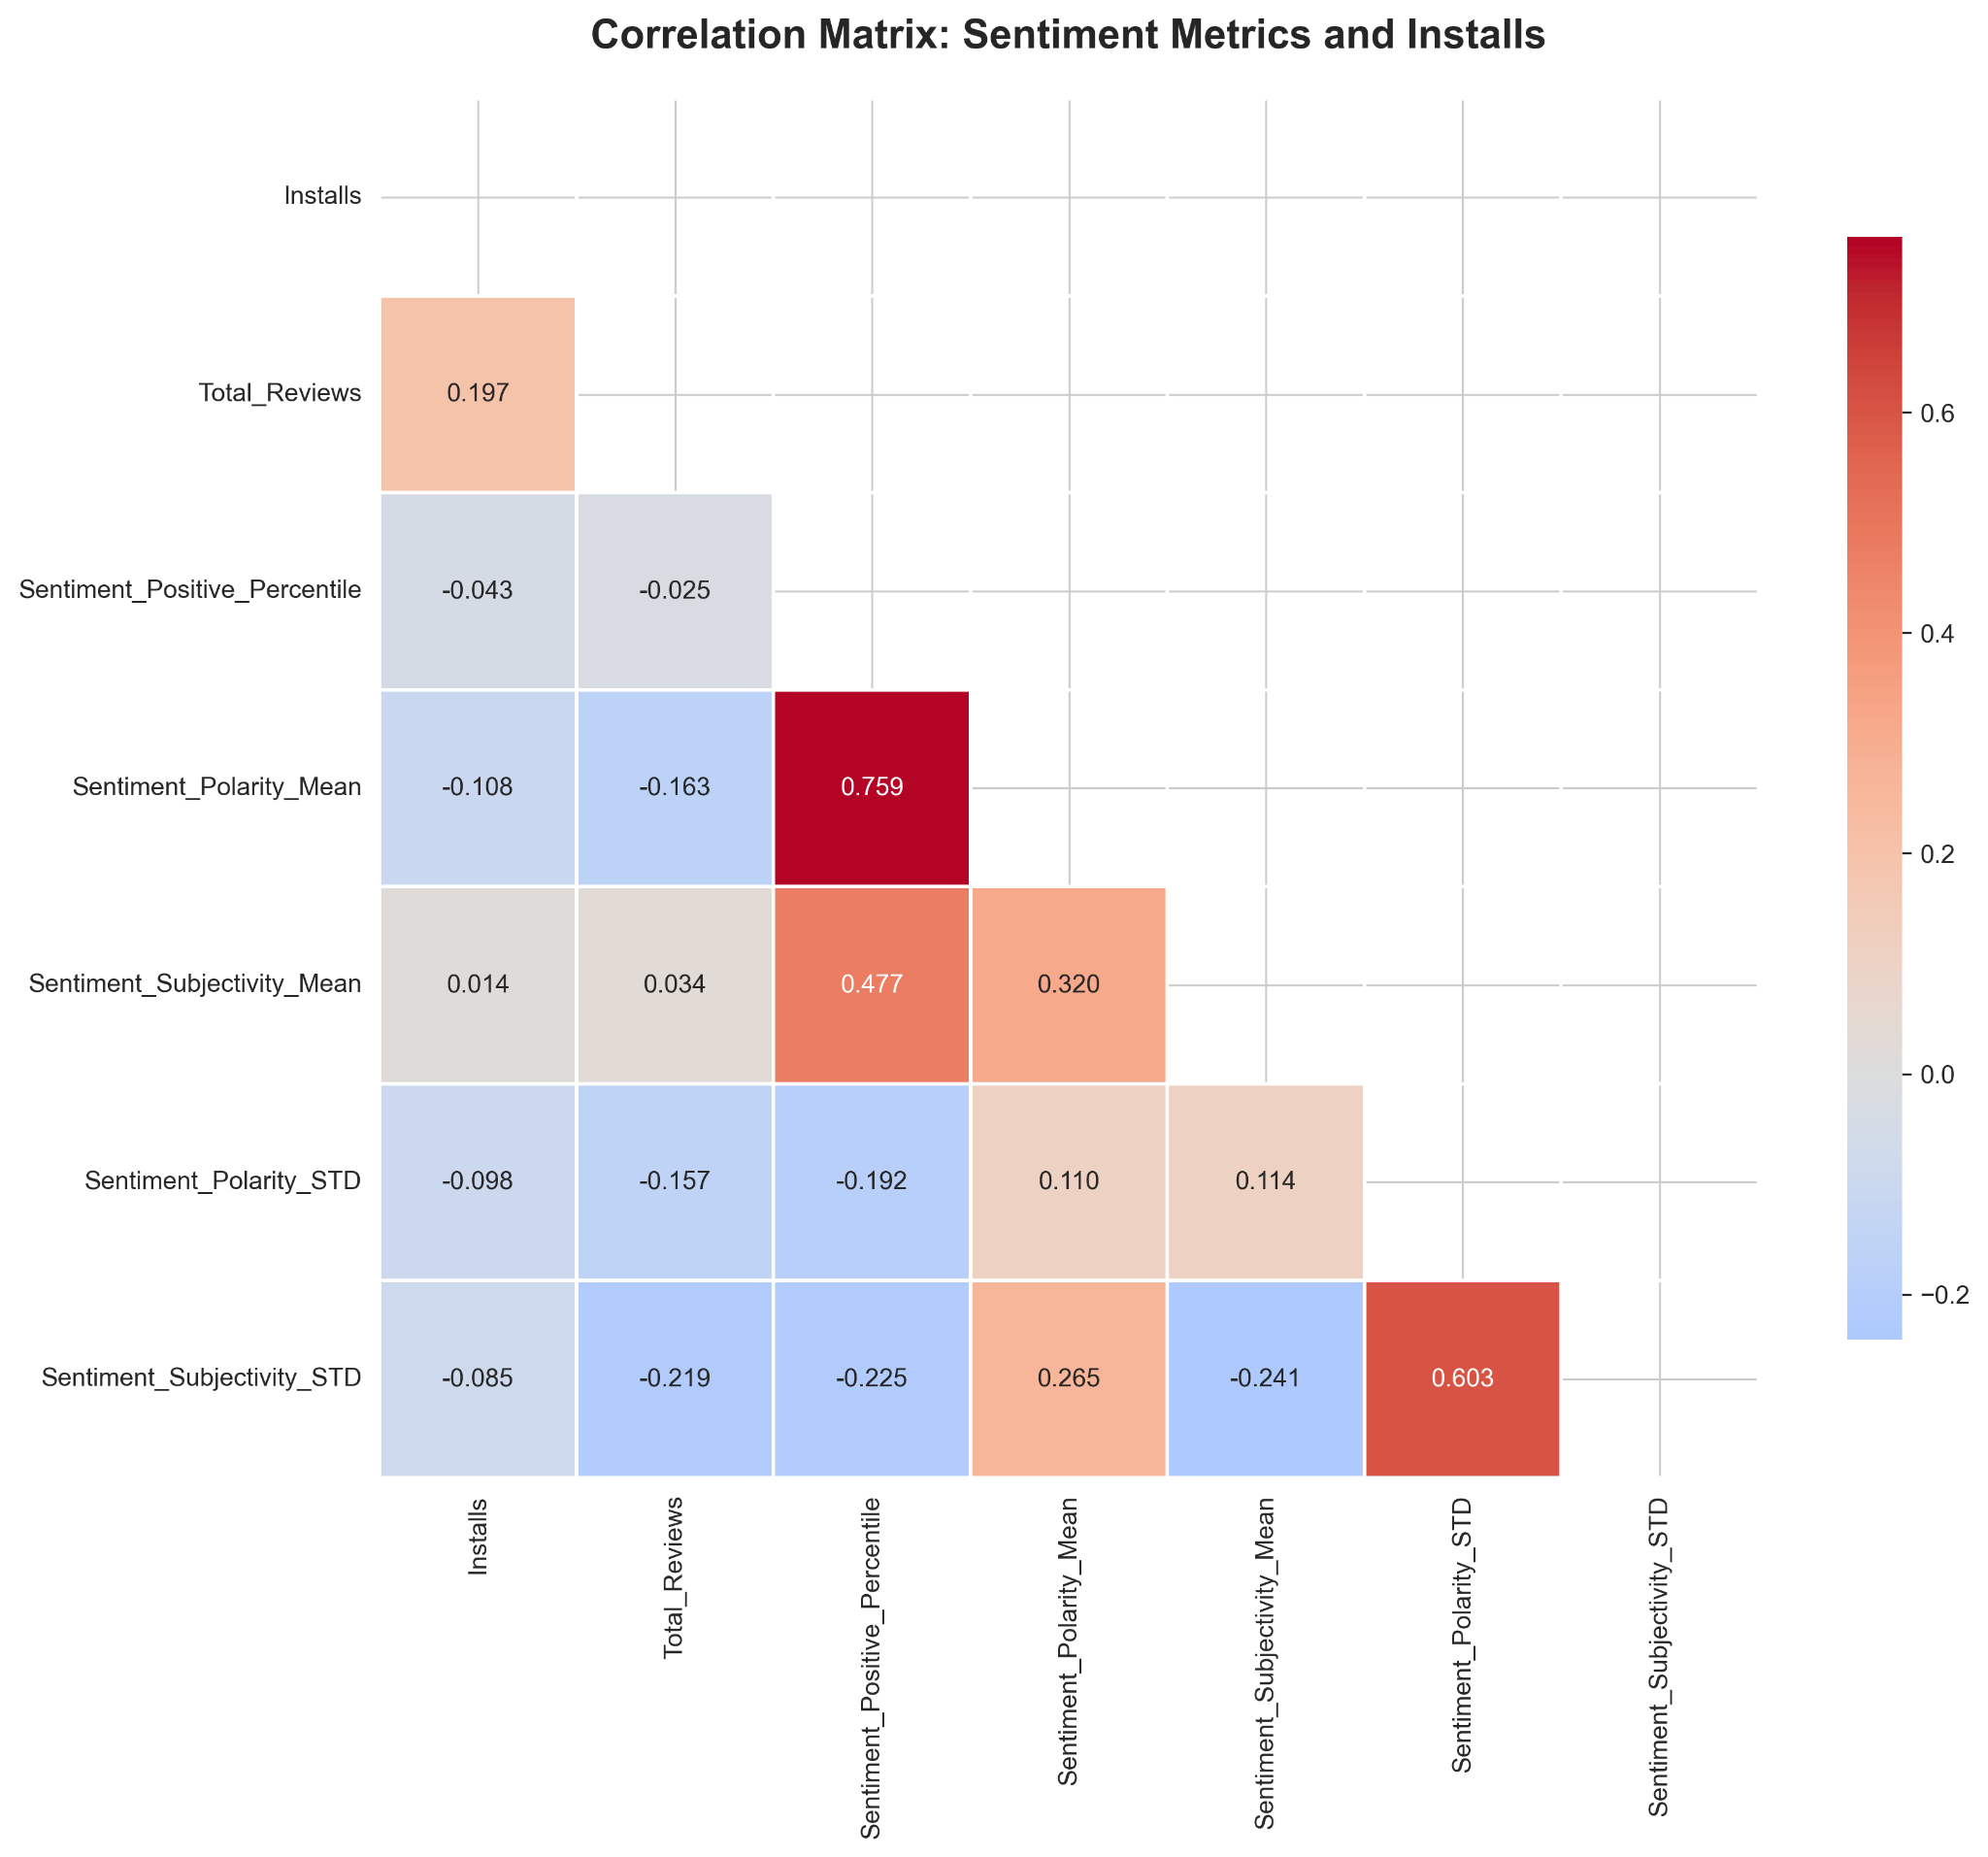 Correlation Matrix: Sentiment Metrics and Installs
Installs
Total_Reviews 0.197
Sentiment_Positive_Percentile -0.043 -0.025
Sentiment_Polarity_Mean -0.108 -0.163 0.759
Sentiment_Subjectivity_Mean 0.014 0.034 0.477 0.320
Sentiment_Polarity_STD -0.098 -0.157 -0.192 0.110 0.114
Sentiment_Subjectivity_STD -0.085 -0.219 -0.225 0.265 -0.241 0.603
Installs
Total_Reviews
Sentiment_Positive_Percentile
Sentiment_Polarity_Mean
Sentiment_Subjectivity_Mean
Sentiment_Polarity_STD
Sentiment_Subjectivity_STD
0.6
0.4
0.2
0.0
−0.2